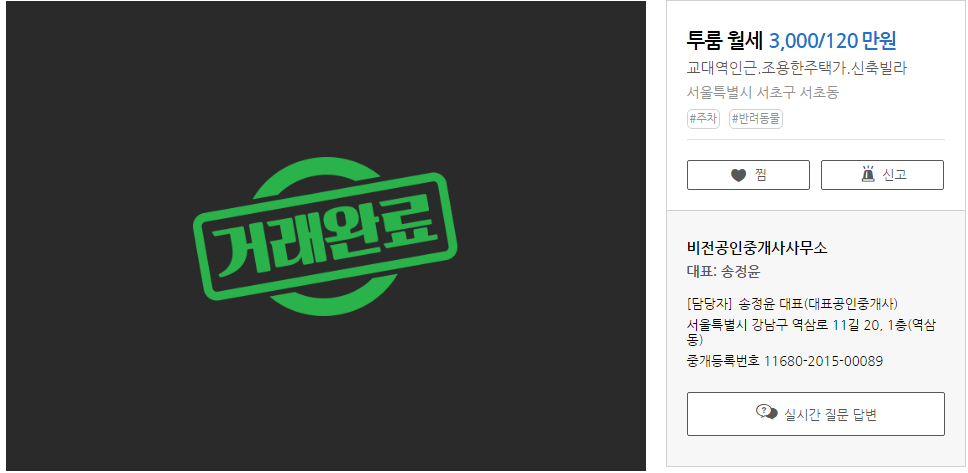 거래완료
투룸 월세 3,000/120 만원
교대역인근.조용한주택가.신축빌라
서울특별시 서초구 서초동
#주차 #반려동물
찜
신고
비전공인중개사사무소
대표: 송정윤
[담당자] 송정윤 대표(대표공인중개사)
서울특별시 강남구 역삼로 11길 20, 1층(역삼
동)
중개등록번호 11680-2015-00089
실시간 질문 답변